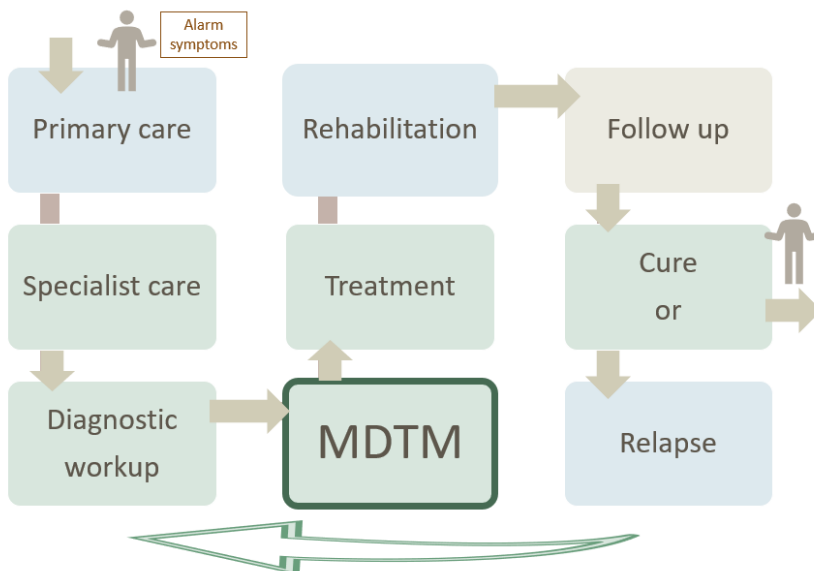 Alarm
symptoms
Primary care
Specialist care
Diagnostic
workup
MDTM
Treatment
Rehabilitation
Follow up
Cure
or
Relapse